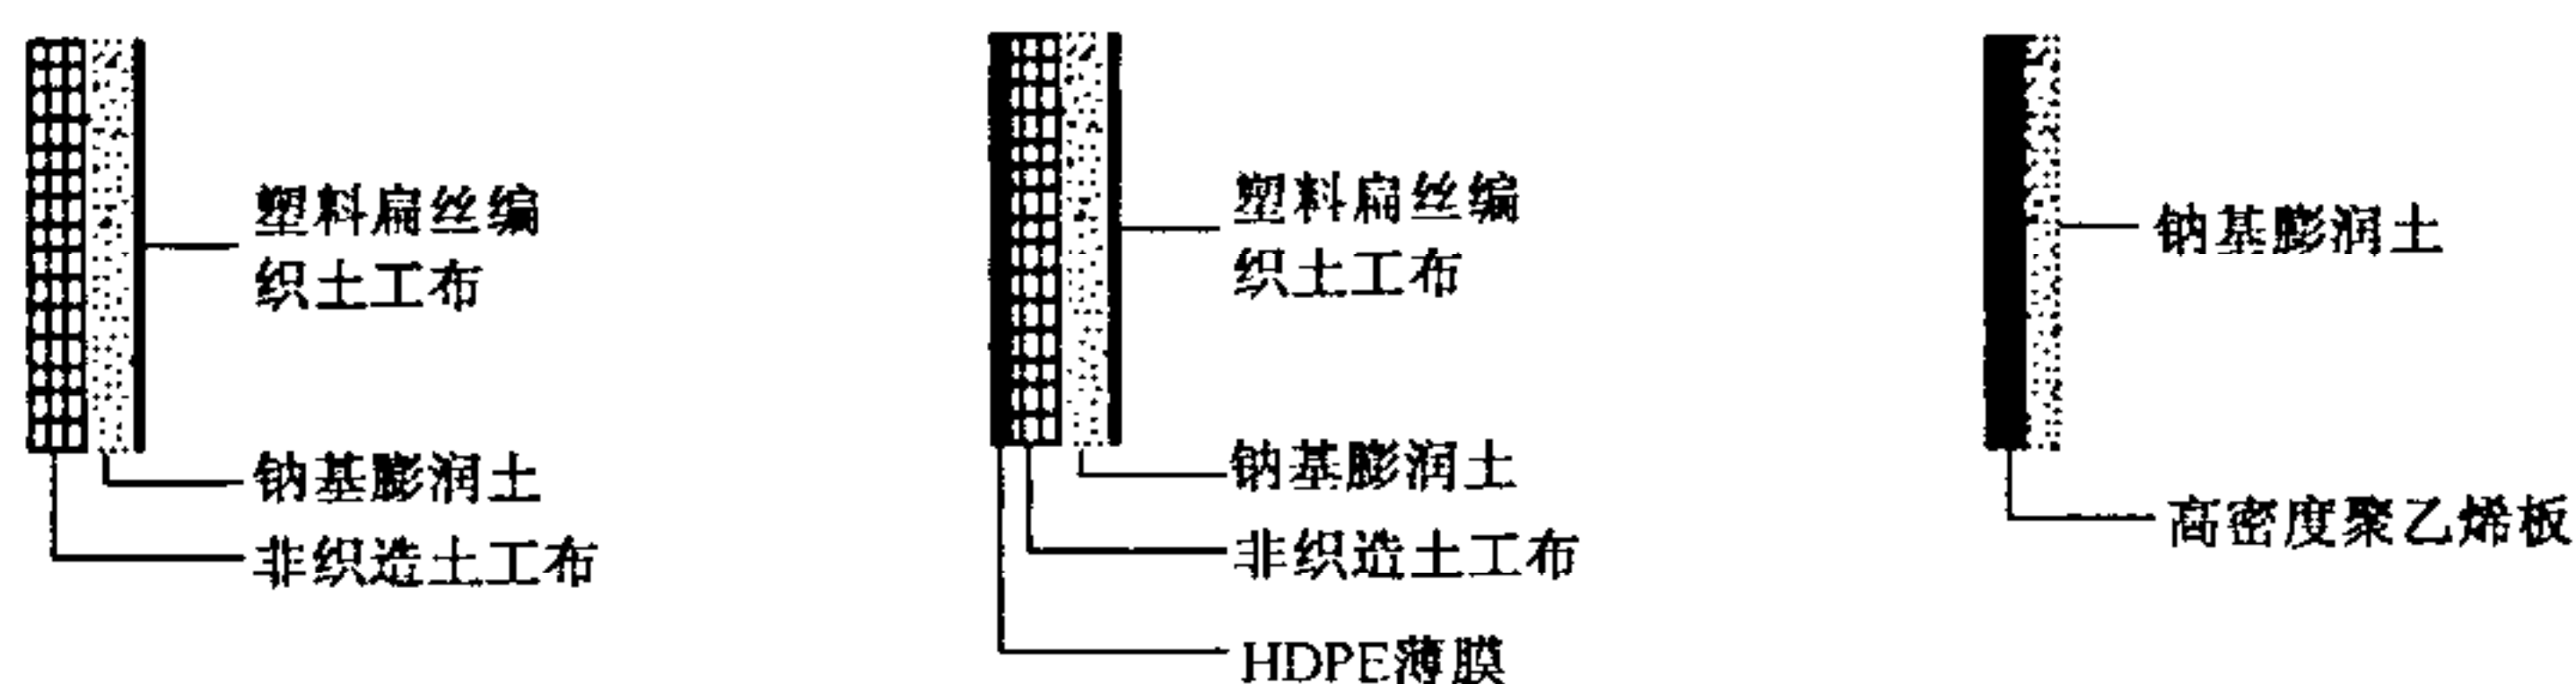 塑料扁丝编
织土工布
钠基膨润土
非织造土工布
塑料扁丝编
织土工布
钠基膨润土
非织造土工布
HDPE薄膜
钠基膨润土
高密度聚乙烯板